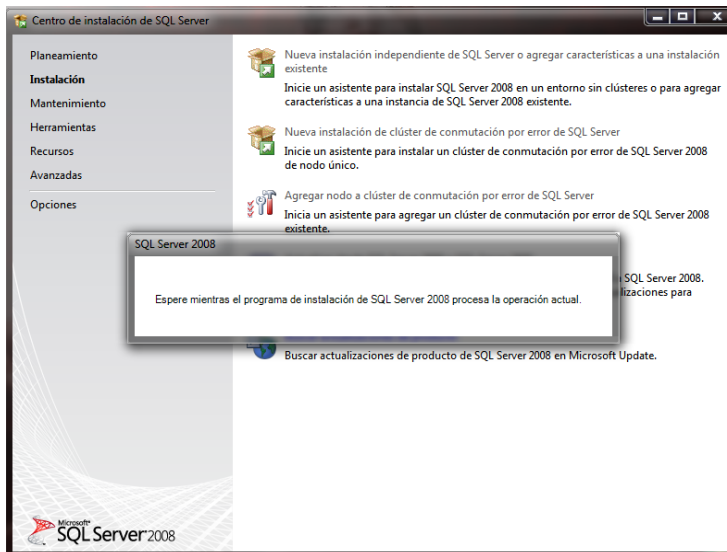 Centro de instalación de SQL Server
Planeamiento
Instalación
Mantenimiento
Herramientas
Recursos
Avanzadas
Opciones
Nueva instalación independiente de SQL Server o agregar características a una instalación
existente
Inicie un asistente para instalar SQL Server 2008 en un entorno sin clústeres o para agregar
características a una instancia de SQL Server 2008 existente.
Nueva instalación de clúster de conmutación por error de SQL Server
Inicie un asistente para instalar un clúster de conmutación por error de SQL Server 2008
de nodo único.
Agregar nodo a clúster de conmutación por error de SQL Server
Inicia un asistente para agregar un clúster de conmutación por error de SQL Server 2008
existente.
SQL Server 2008
Espere mientras el programa de instalación de SQL Server 2008 procesa la operación actual.
SQL Server 2008.
lizaciones para
Buscar actualizaciones de producto de SQL Server 2008 en Microsoft Update.
Microsoft
SQL Server 2008